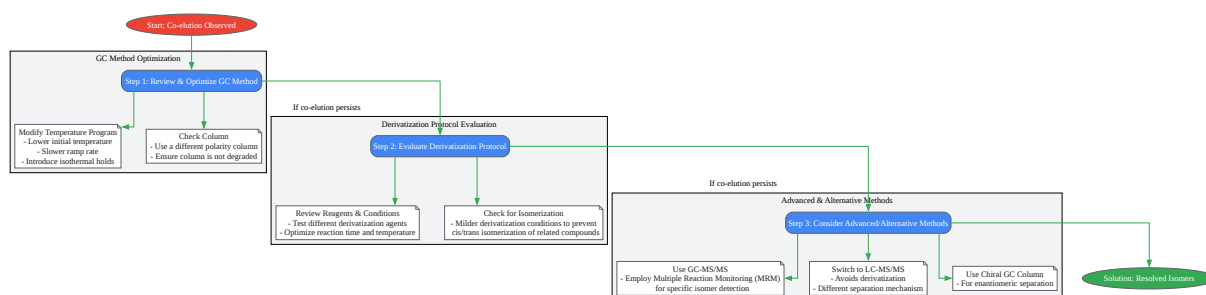 Start: Co-elution Observed
GC Method Optimization
Step 1: Review & Optimize GC Method
Modify Temperature Program
- Lower initial temperature
- Slower ramp rate
- Introduce isothermal holds
Check Column
- Use a different polarity column
- Ensure column is not degraded
If co-elution persists
Derivatization Protocol Evaluation
Step 2: Evaluate Derivatization Protocol
Review Reagents & Conditions
- Test different derivatization agents
- Optimize reaction time and temperature
Check for Isomerization
- Milder derivatization conditions to prevent
cis/trans isomerization of related compounds
If co-elution persists
Advanced & Alternative Methods
Step 3: Consider Advanced/Alternative Methods
Use GC-MS/MS
- Employ Multiple Reaction Monitoring (MRM)
for specific isomer detection
Switch to LC-MS/MS
- Avoids derivatization
- Different separation mechanism
Use Chiral GC Column
- For enantiomeric separation
Solution: Resolved Isomers